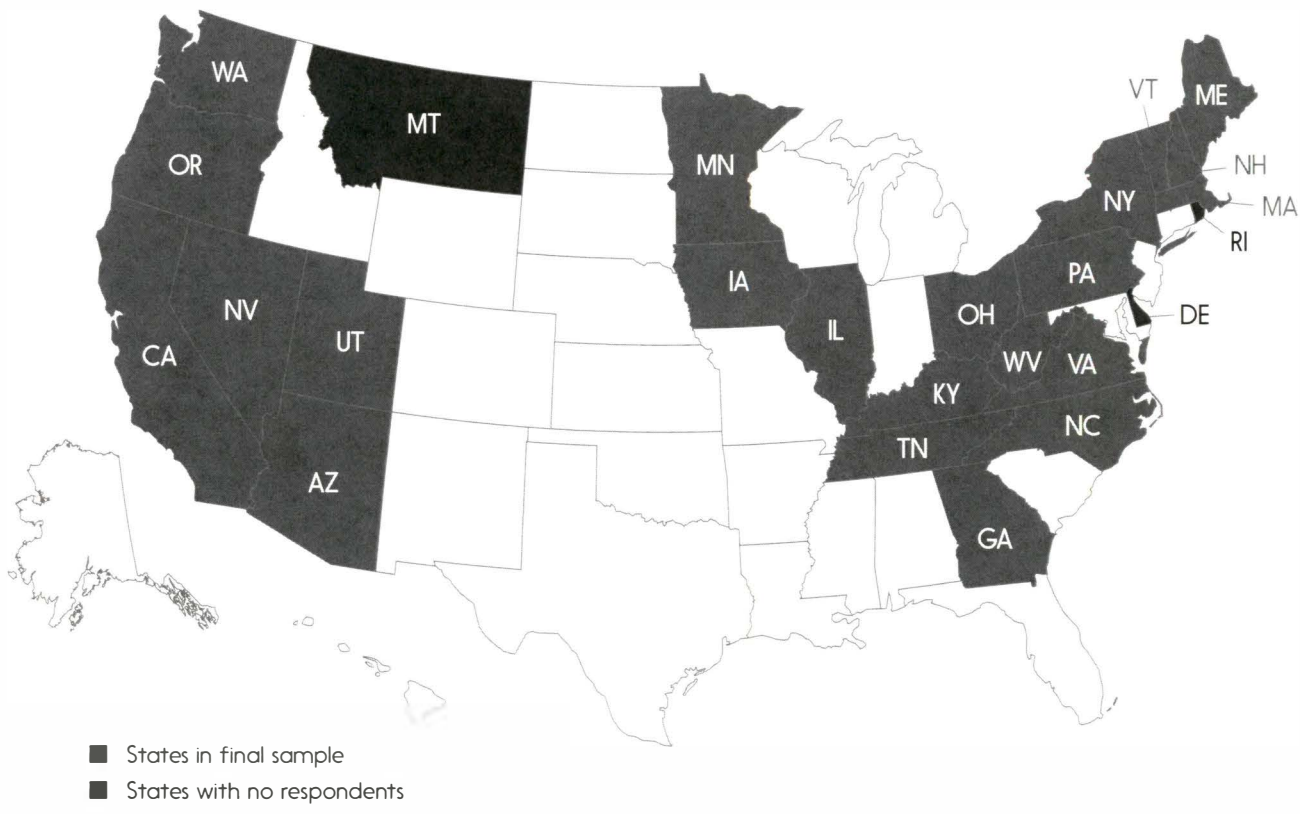 WA
MT
VT
ME
OR
MN
NH
NY
MA
RI
PA
IA
NV
OH
DE
IL
UT
CA
WV
VA
KY
NC
TN
AZ
GA
States in final sample
States with no respondents